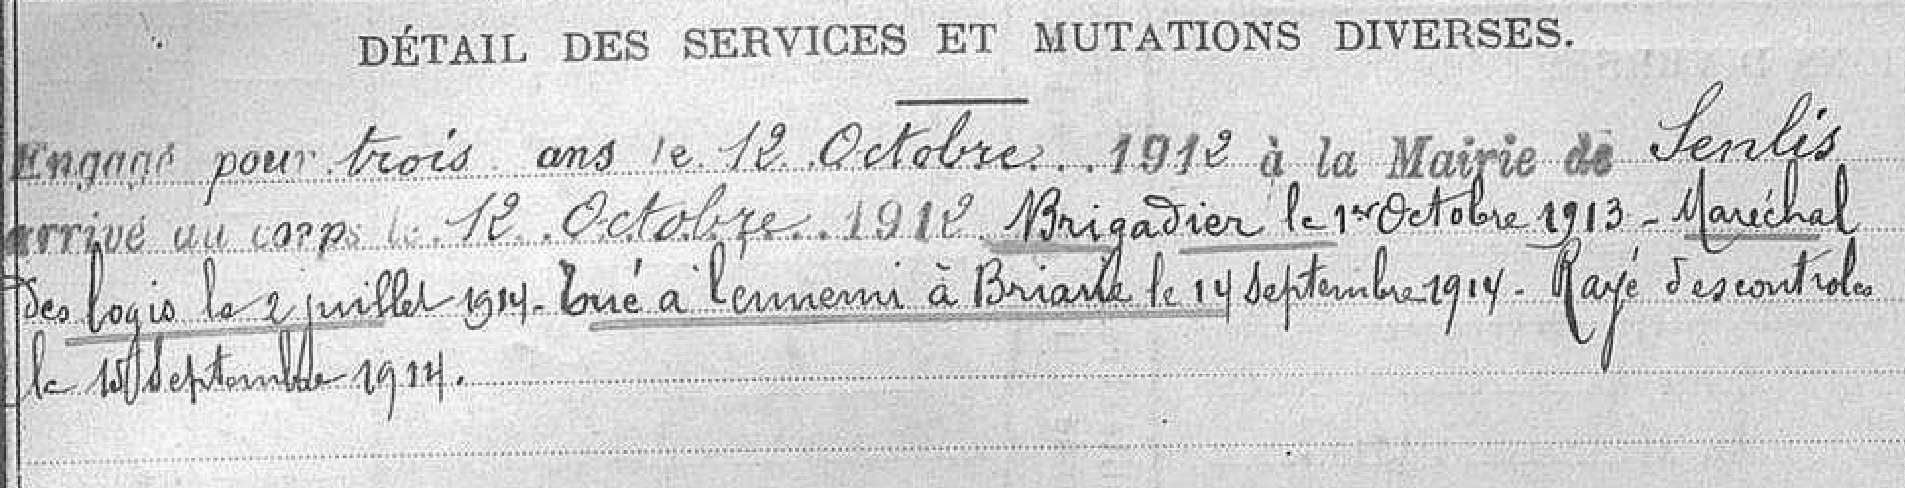 DÉTAIL DES SERVICES ET MUTATIONS DIVERSES.
Engagé pour trois ans le 12 Octobre 1912 à la Mairie de Senlis
arrivé au corps le 12 Octobre 1912 Brigadier le 1er Octobre 1913 - Maréchal
des logis le 2 juillet 1914 - tué à l'ennemi à le 14 septembre 1914 - Rayé des controles
le 15 septembre 1914.